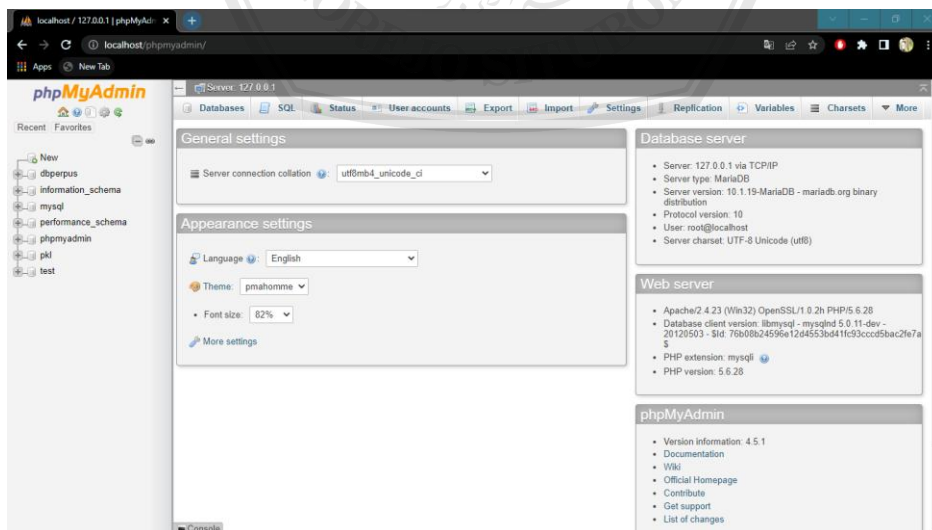 localhost / 127.0.0.1 | phpMyAdm
localhost/phpmyadmin/
Apps New Tab
phpMyAdmin
Recent Favorites
New
dbperpus
information_schema
mysql
performance_schema
phpmyadmin
pkl
test
Server: 127.0.0.1
Databases SQL Status User accounts Export Import Settings Replication Variables Charsets More
General settings
Server connection collation : utf8mb4_unicode_ci
Appearance settings
Language : English
Theme: pmahomme
Font size: 82%
More settings
Console
Database server
Server: 127.0.0.1 via TCP/IP
Server type: MariaDB
Server version: 10.1.19-MariaDB - mariadb.org binary
distribution
Protocol version: 10
User: root@localhost
Server charset: UTF-8 Unicode (utf8)
Web server
Apache/2.4.23 (Win32) OpenSSL/1.0.2h PHP/5.6.28
Database client version: libmysql - mysqlnd 5.0.11-dev -
20120503 - $Id: 76b08b24596e12d4553bd41fc93cccd5bac2fe7a
$
PHP extension: mysqli
PHP version: 5.6.28
phpMyAdmin
Version information: 4.5.1
Documentation
Wiki
Official Homepage
Contribute
Get support
List of changes